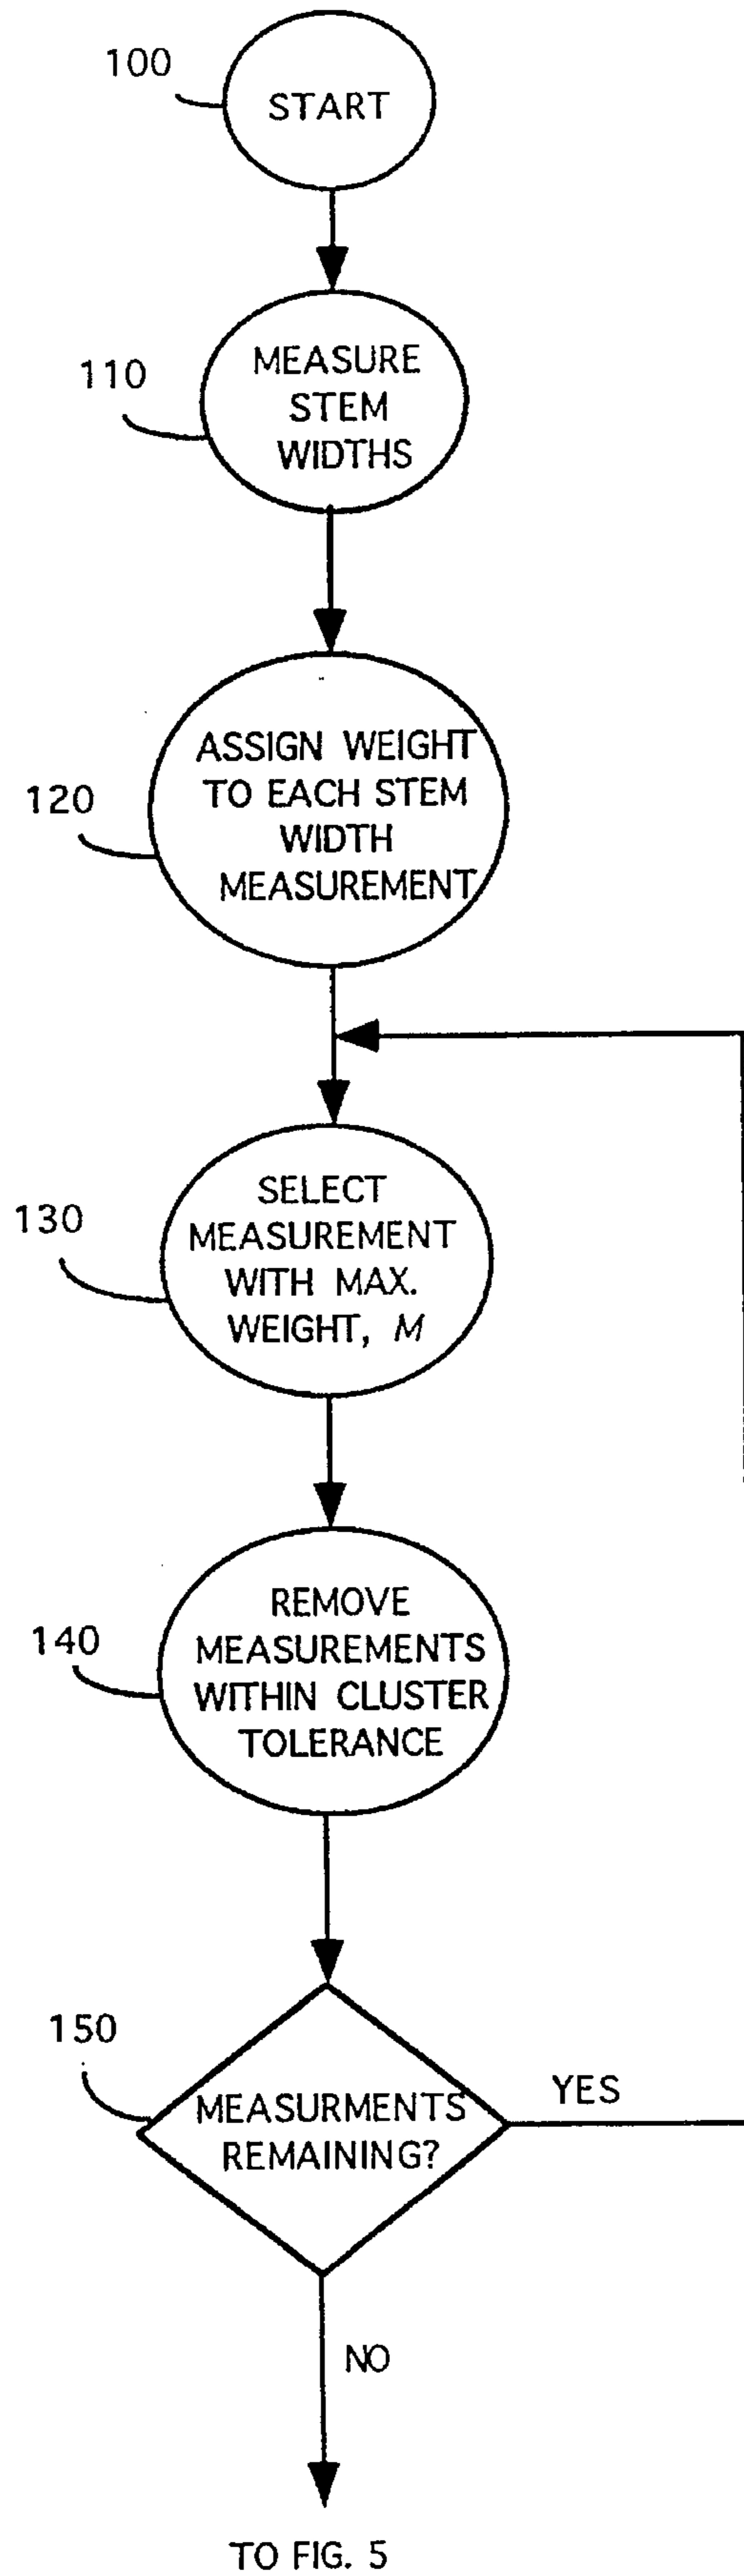 100
START
110
MEASURE
STEM
WIDTHS
120
ASSIGN WEIGHT
TO EACH STEM
WIDTH
MEASUREMENT
130
SELECT
MEASUREMENT
WITH MAX.
WEIGHT, M
140
REMOVE
MEASUREMENTS
WITHIN CLUSTER
TOLERANCE
150
MEASURMENTS
REMAINING?
YES
NO
TO FIG. 5